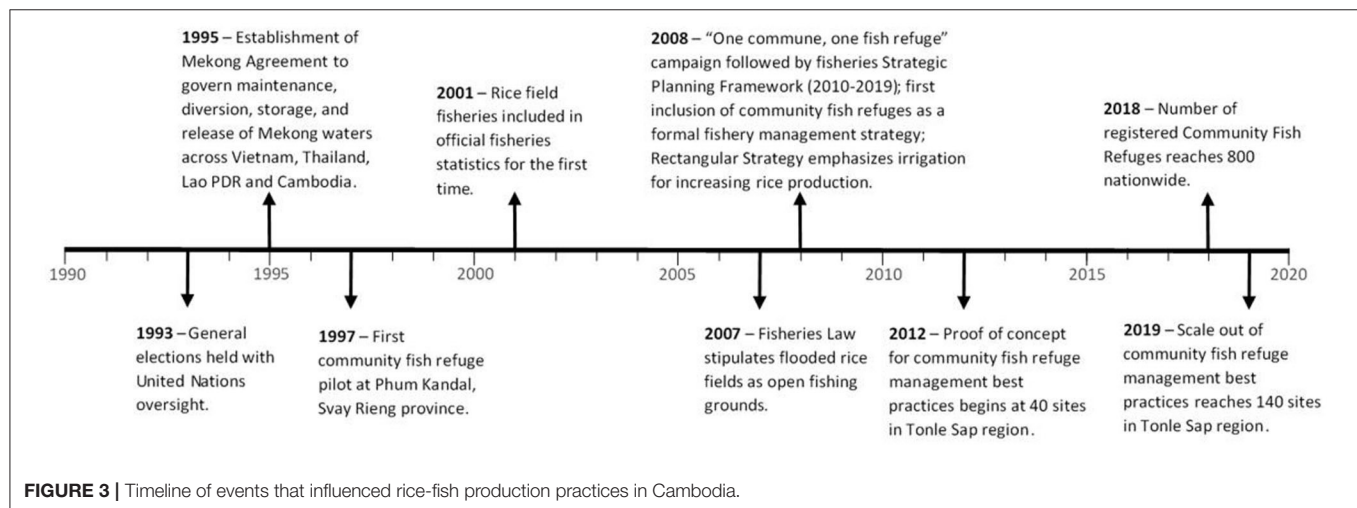 1995 – Establishment of
Mekong Agreement to
govern maintenance,
diversion, storage, and
release of Mekong waters
across Vietnam, Thailand,
Lao PDR and Cambodia.
2001 – Rice field
fisheries included in
official fisheries
statistics for the first
time.
2008 – “One commune, one fish refuge”
campaign followed by fisheries Strategic
Planning Framework (2010-2019); first
inclusion of community fish refuges as a
formal fishery management strategy;
Rectangular Strategy emphasizes irrigation
for increasing rice production.
2018 – Number of
registered Community Fish
Refuges reaches 800
nationwide.
1990 1995 2000 2005 2010 2015 2020
1993 – General
elections held with
United Nations
oversight.
1997 – First
community fish refuge
pilot at Phum Kandal,
Svay Rieng province.
2007 – Fisheries Law
stipulates flooded rice
fields as open fishing
grounds.
2012 – Proof of concept
for community fish refuge
management best
practices begins at 40 sites
in Tonle Sap region.
2019 – Scale out of
community fish refuge
management best
practices reaches 140 sites
in Tonle Sap region.
FIGURE 3 | Timeline of events that influenced rice-fish production practices in Cambodia.